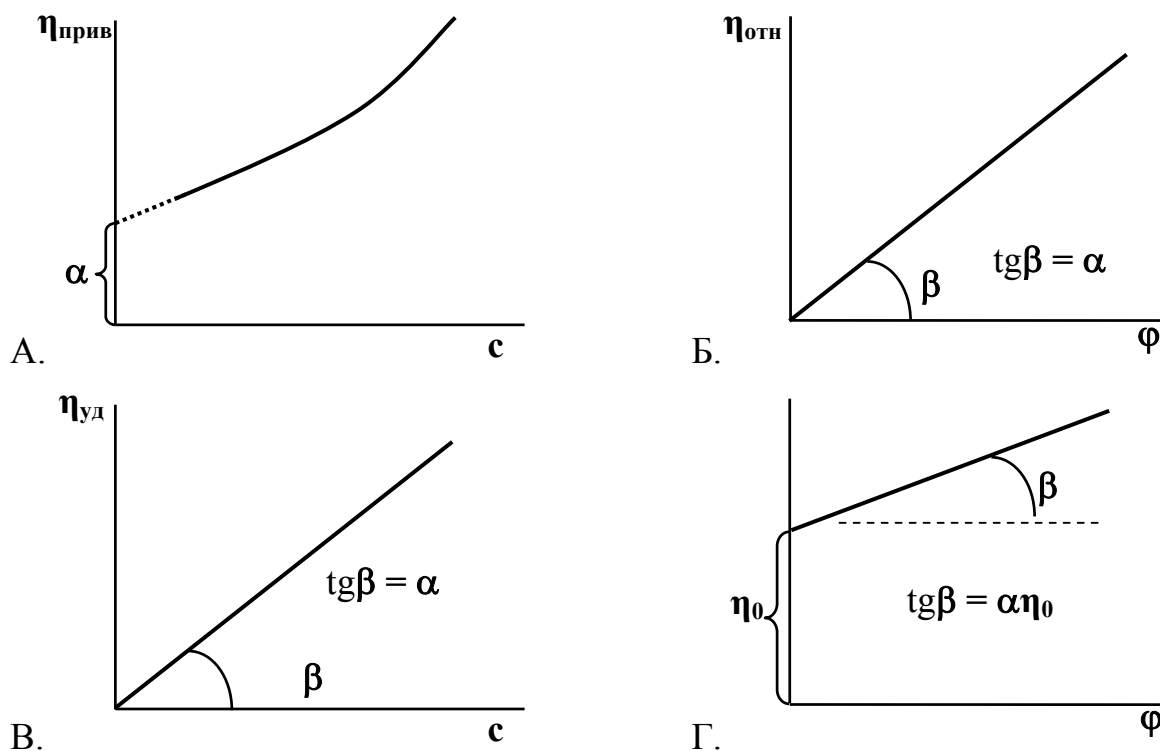 ηприв
α
c
А.
ηотн
tgβ = α
β
φ
Б.
ηуд
tgβ = α
β
c
В.
β
η0
tgβ = αη0
φ
Г.